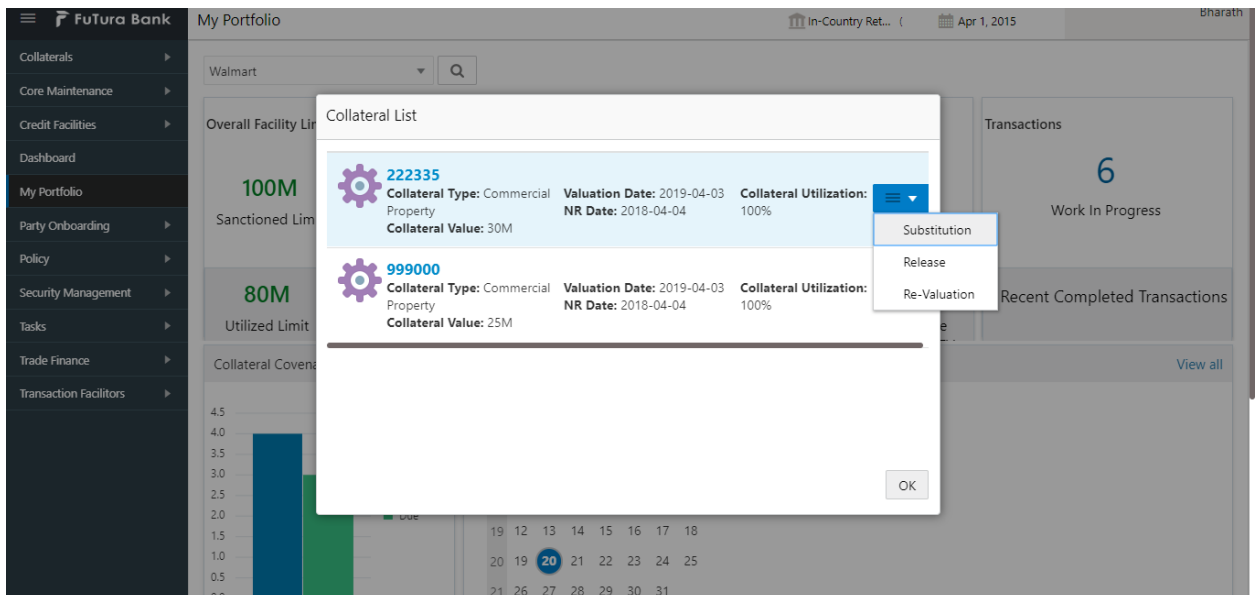 FuTura Bank
My Portfolio
In-Country Ret... (
Apr 1, 2015
Bharath
Collaterals
Core Maintenance
Credit Facilities
Dashboard
My Portfolio
Party Onboarding
Policy
Security Management
Tasks
Trade Finance
Transaction Facilitors
Walmart
Overall Facility Lim
100M
Sanctioned Lim
80M
Utilized Limit
Transactions
6
Work In Progress
Recent Completed Transactions
Collateral List
222335
Collateral Type: Commercial Property
Collateral Value: 30M
Valuation Date: 2019-04-03
NR Date: 2018-04-04
Collateral Utilization: 100%
Substitution
Release
Re-Valuation
999000
Collateral Type: Commercial Property
Collateral Value: 25M
Valuation Date: 2019-04-03
NR Date: 2018-04-04
Collateral Utilization: 100%
OK
Collateral Covena
View all
4.5
4.0
3.5
3.0
2.5
2.0
1.5
1.0
0.5
Due
19 12 13 14 15 16 17 18
20 19 20 21 22 23 24 25
21 26 27 28 29 30 31